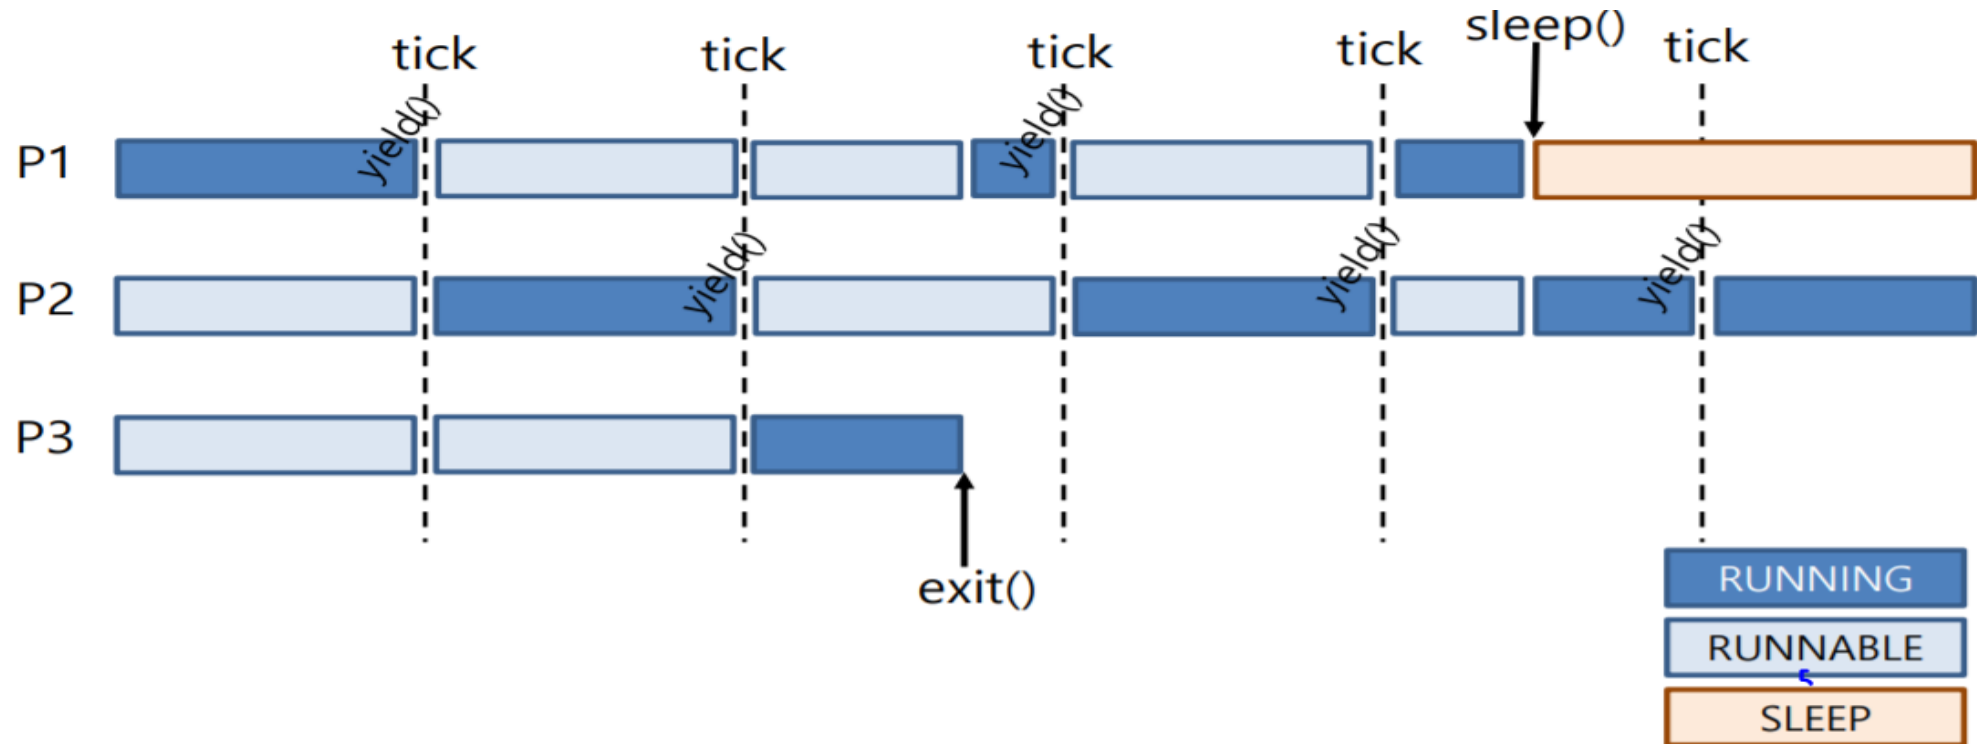 sleep()
tick tick tick tick tick
yield() yield()
P1
yield() yield() yield()
P2
P3
exit()
RUNNING
RUNNABLE
SLEEP